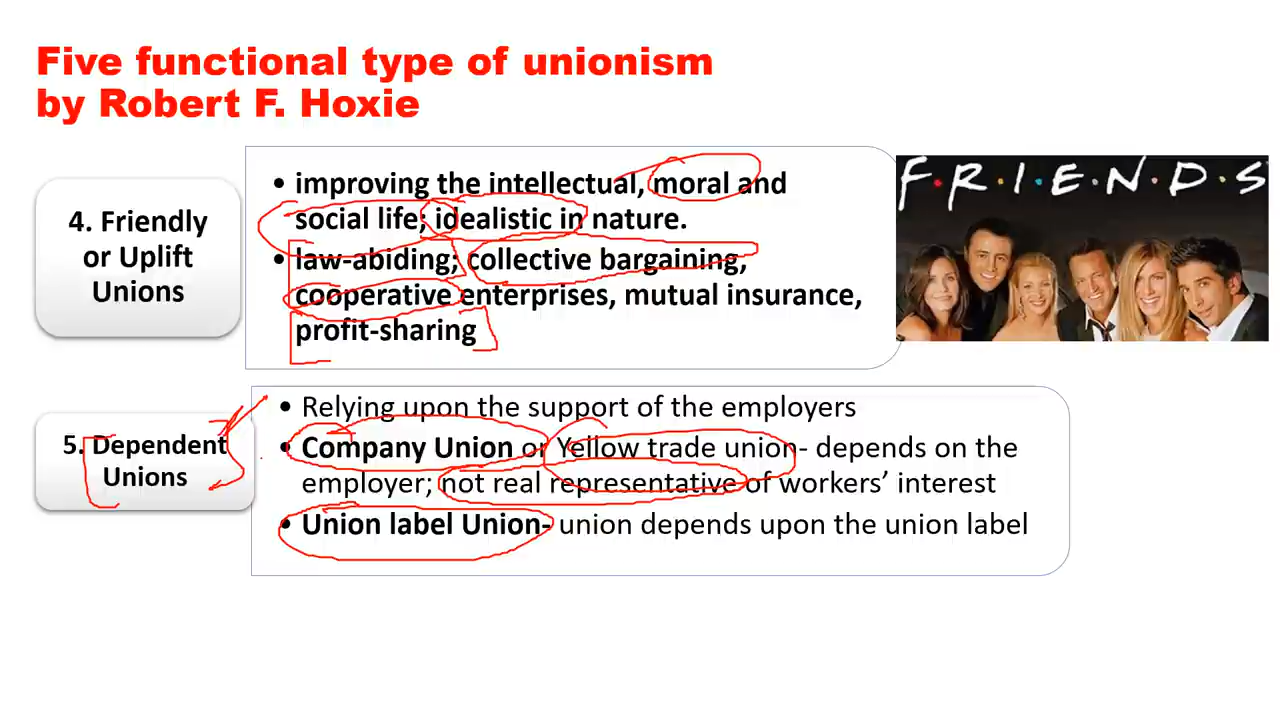 Five functional type of unionism
by Robert F. Hoxie
4. Friendly
or Uplift
Unions
• improving the intellectual, moral and
social life; idealistic in nature.
• law-abiding; collective bargaining,
cooperative enterprises, mutual insurance,
profit-sharing
F·R·I·E·N·D·S
5. Dependent
Unions
• Relying upon the support of the employers
• Company Union or Yellow trade union- depends on the
employer; not real representative of workers’ interest
• Union label Union- union depends upon the union label